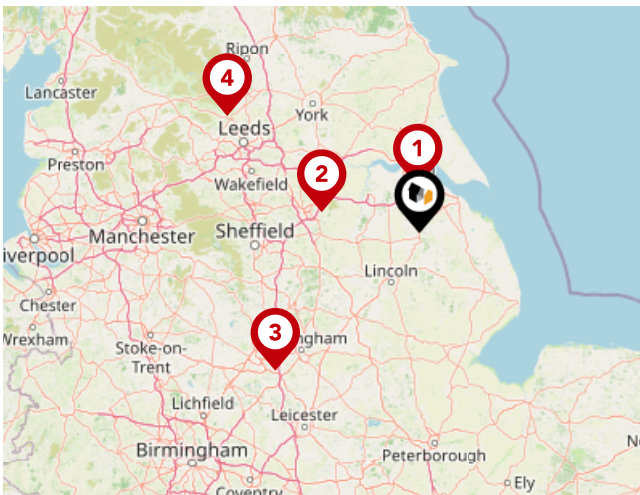 Ripon
4
Lancaster
York
Leeds
1
Preston
2
Wakefield
Manchester
Sheffield
iverpool
Lincoln
Chester
3
ngham
Wrexham
Stoke-on-
Trent
Lichfield
Leicester
Birmingham
Peterborough
Ely
Coventry